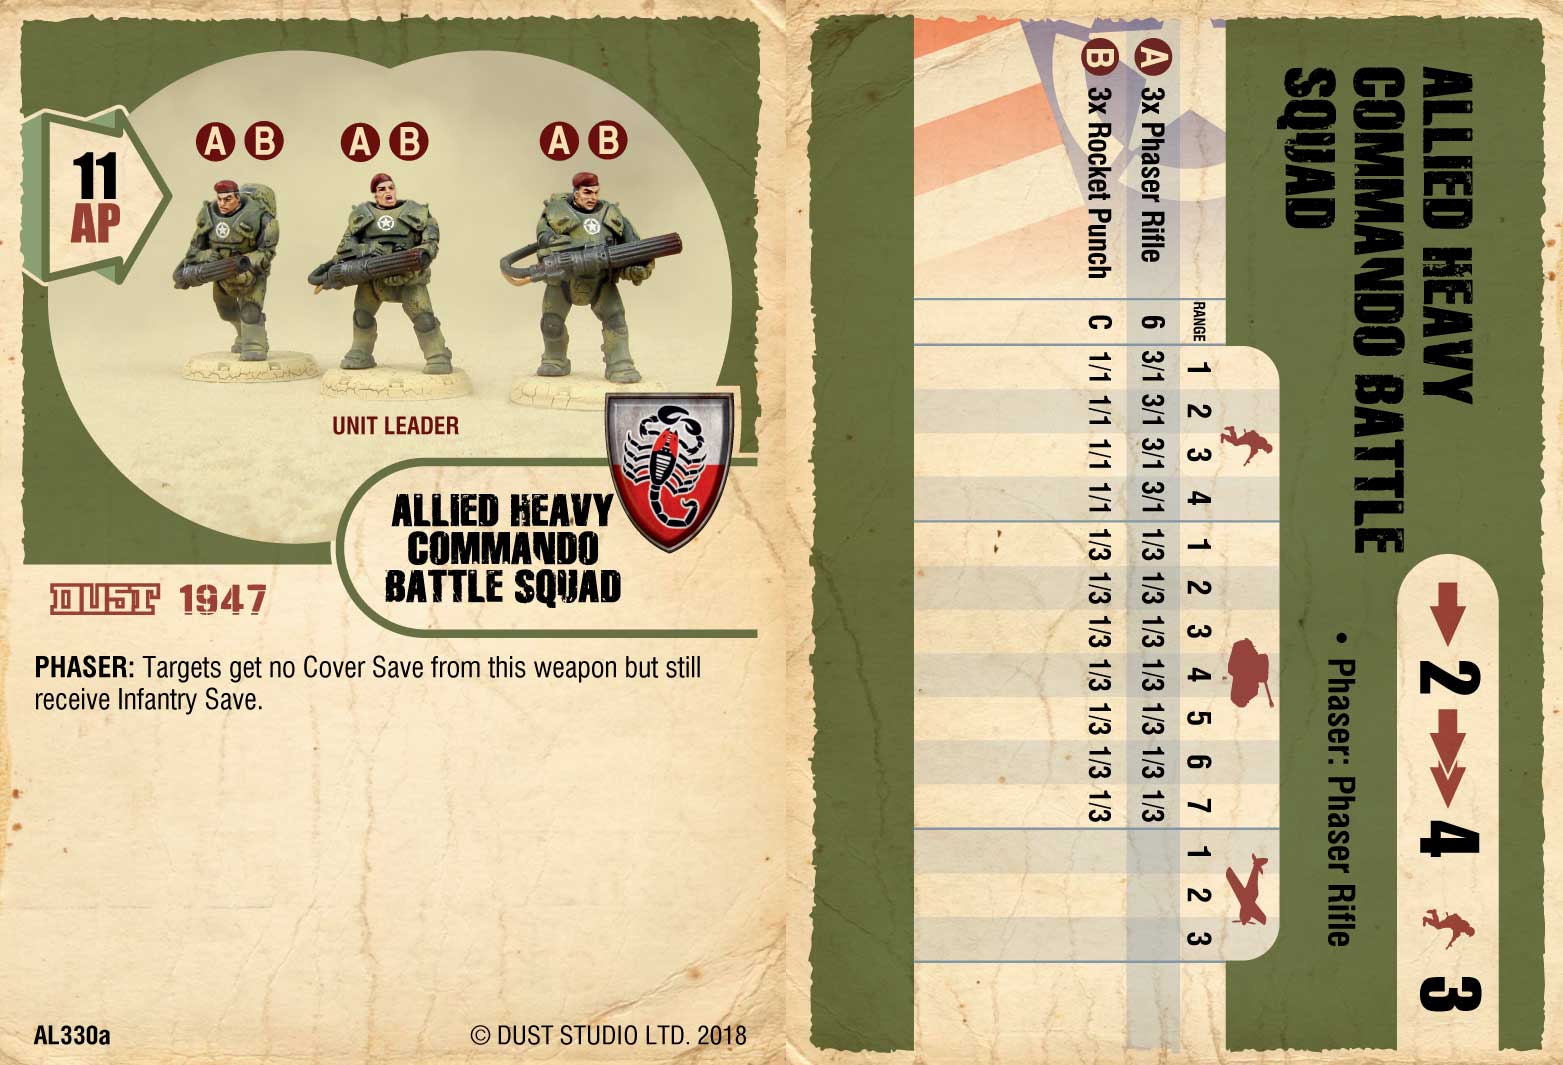 11
AP
A B
A B
A B
UNIT LEADER
ALLIED HEAVY
COMMANDO
BATTLE SQUAD
DUST 1947
PHASER: Targets get no Cover Save from this weapon but still
receive Infantry Save.
AL330a
© DUST STUDIO LTD. 2018
ALLIED HEAVY
COMMANDO BATTLE
SQUAD
2 4 3
• Phaser: Phaser Rifle
RANGE 1 2 3 4 1 2 3 4 5 6 7 1 2 3
A 3x Phaser Rifle 6 3/1 3/1 3/1 3/1 1/3 1/3 1/3 1/3 1/3 1/3 1/3
B 3x Rocket Punch C 1/1 1/1 1/1 1/1 1/3 1/3 1/3 1/3 1/3 1/3 1/3